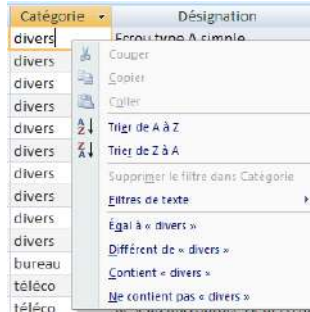 Catégorie Désignation
divers Ecrou type A simple
divers Couper
divers Copier
divers Coller
divers Trier de A à Z
divers Trier de Z à A
divers Supprimer le filtre dans Catégorie
divers Filtres de texte
divers Égal à « divers »
divers Différent de « divers »
bureau
téléco Contient « divers »
téléco Ne contient pas « divers »